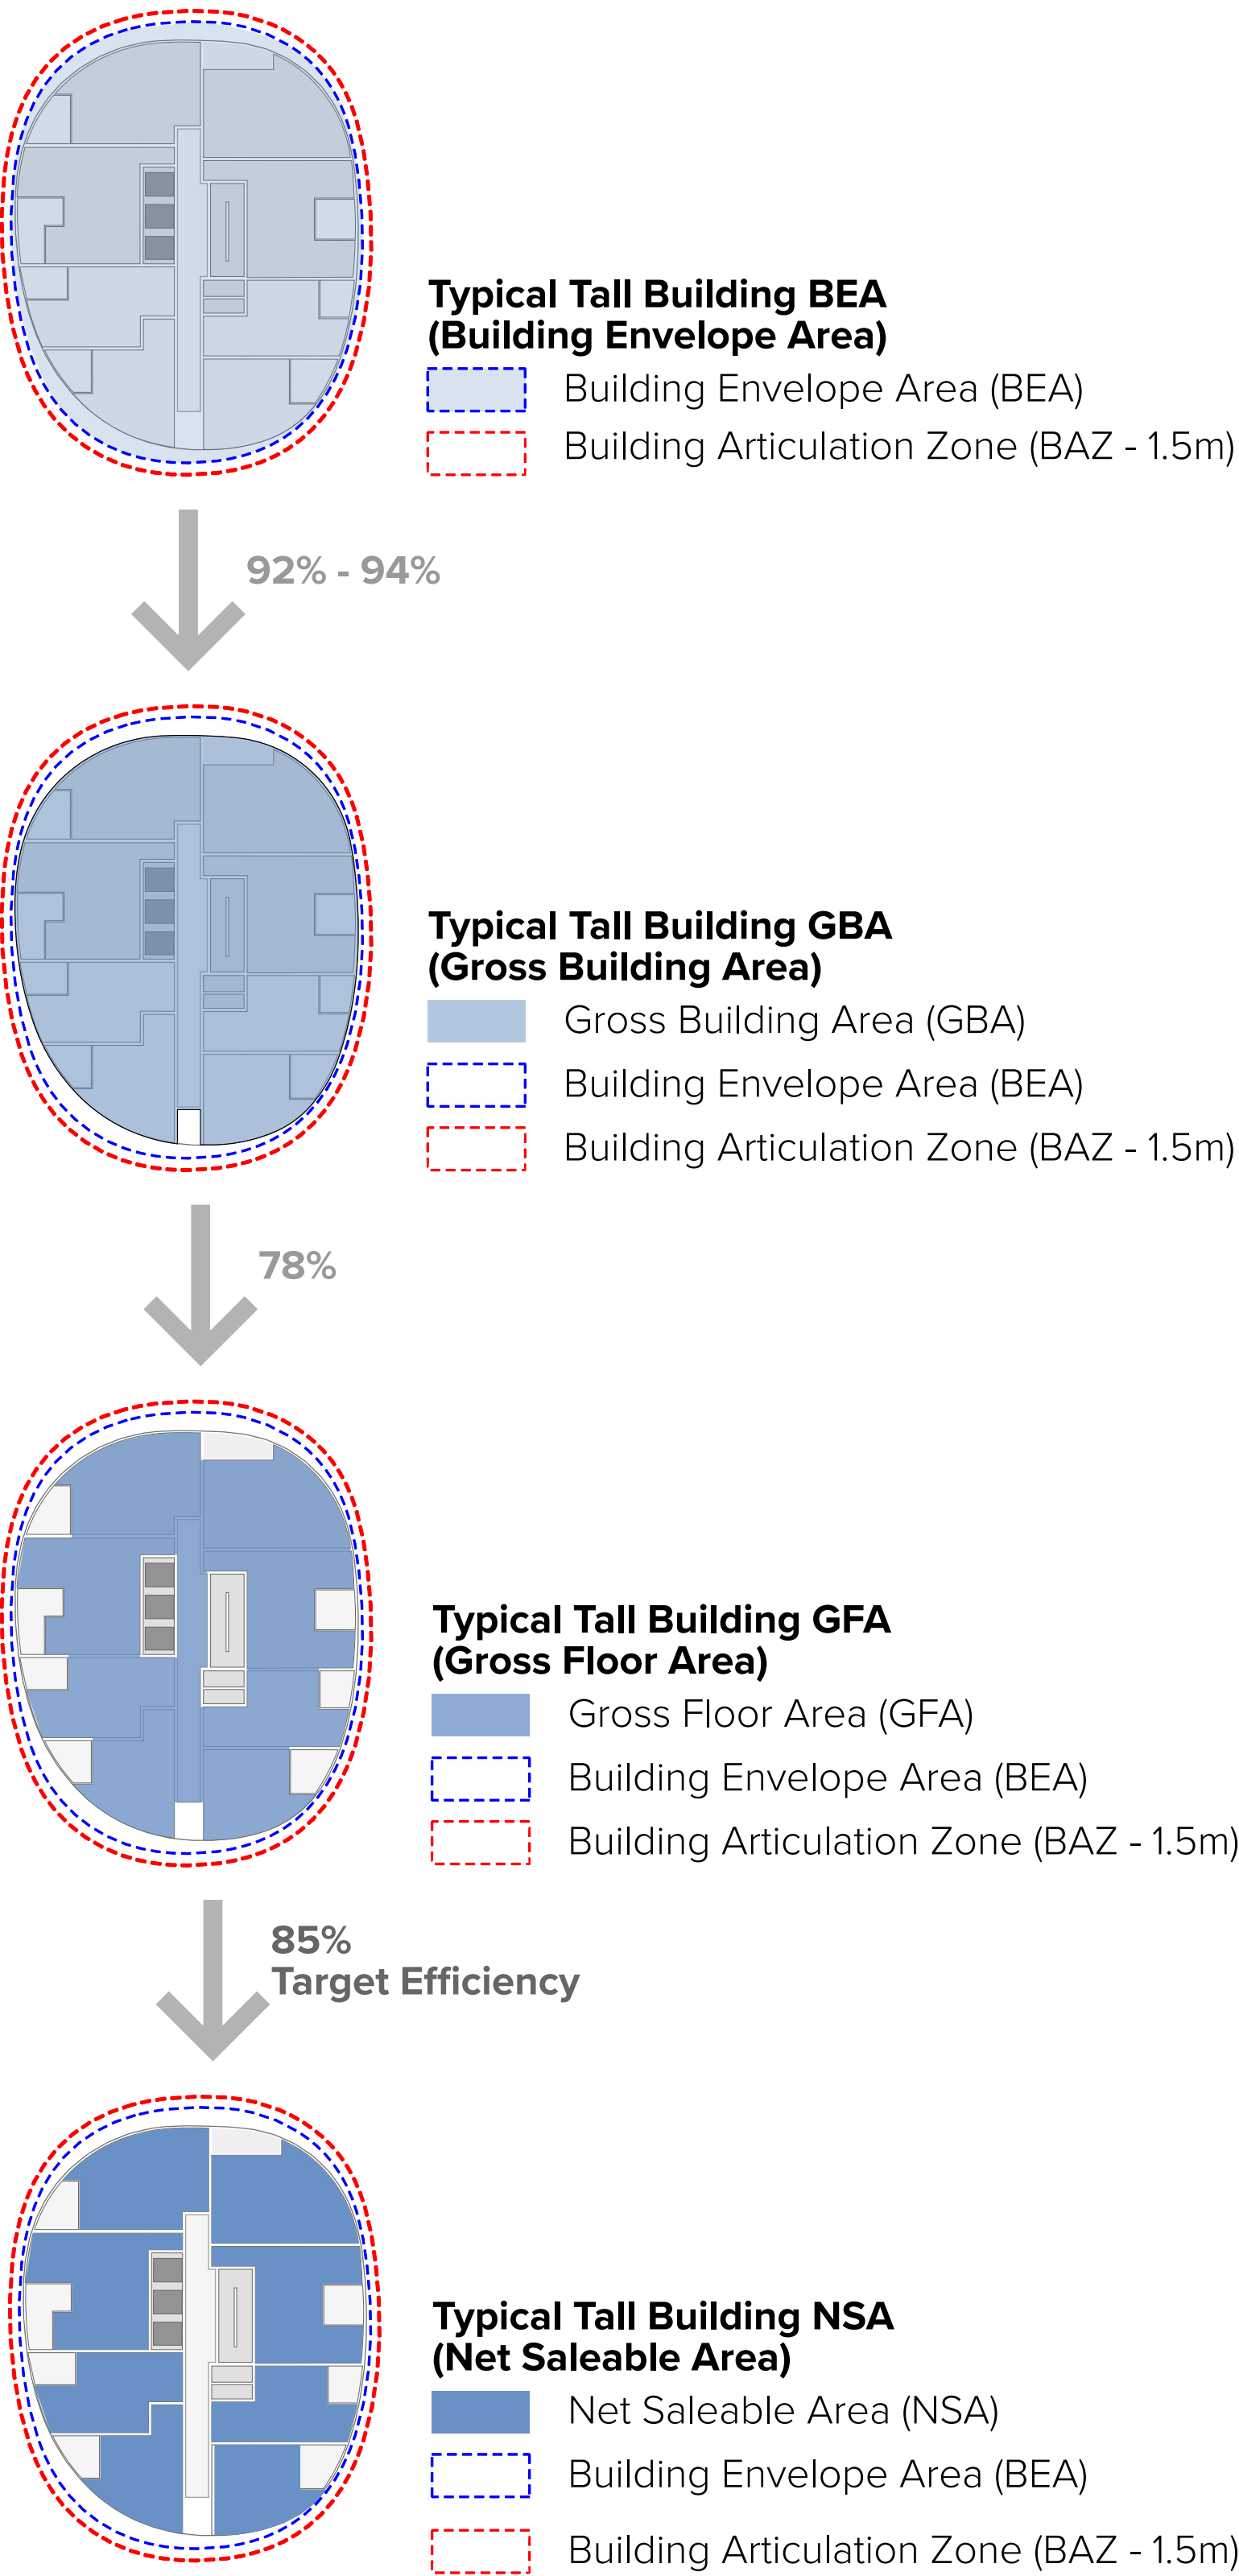 Typical Tall Building BEA
(Building Envelope Area)
Building Envelope Area (BEA)
Building Articulation Zone (BAZ - 1.5m)
92% - 94%
Typical Tall Building GBA
(Gross Building Area)
Gross Building Area (GBA)
Building Envelope Area (BEA)
Building Articulation Zone (BAZ - 1.5m)
78%
Typical Tall Building GFA
(Gross Floor Area)
Gross Floor Area (GFA)
Building Envelope Area (BEA)
Building Articulation Zone (BAZ - 1.5m)
85%
Target Efficiency
Typical Tall Building NSA
(Net Saleable Area)
Net Saleable Area (NSA)
Building Envelope Area (BEA)
Building Articulation Zone (BAZ - 1.5m)